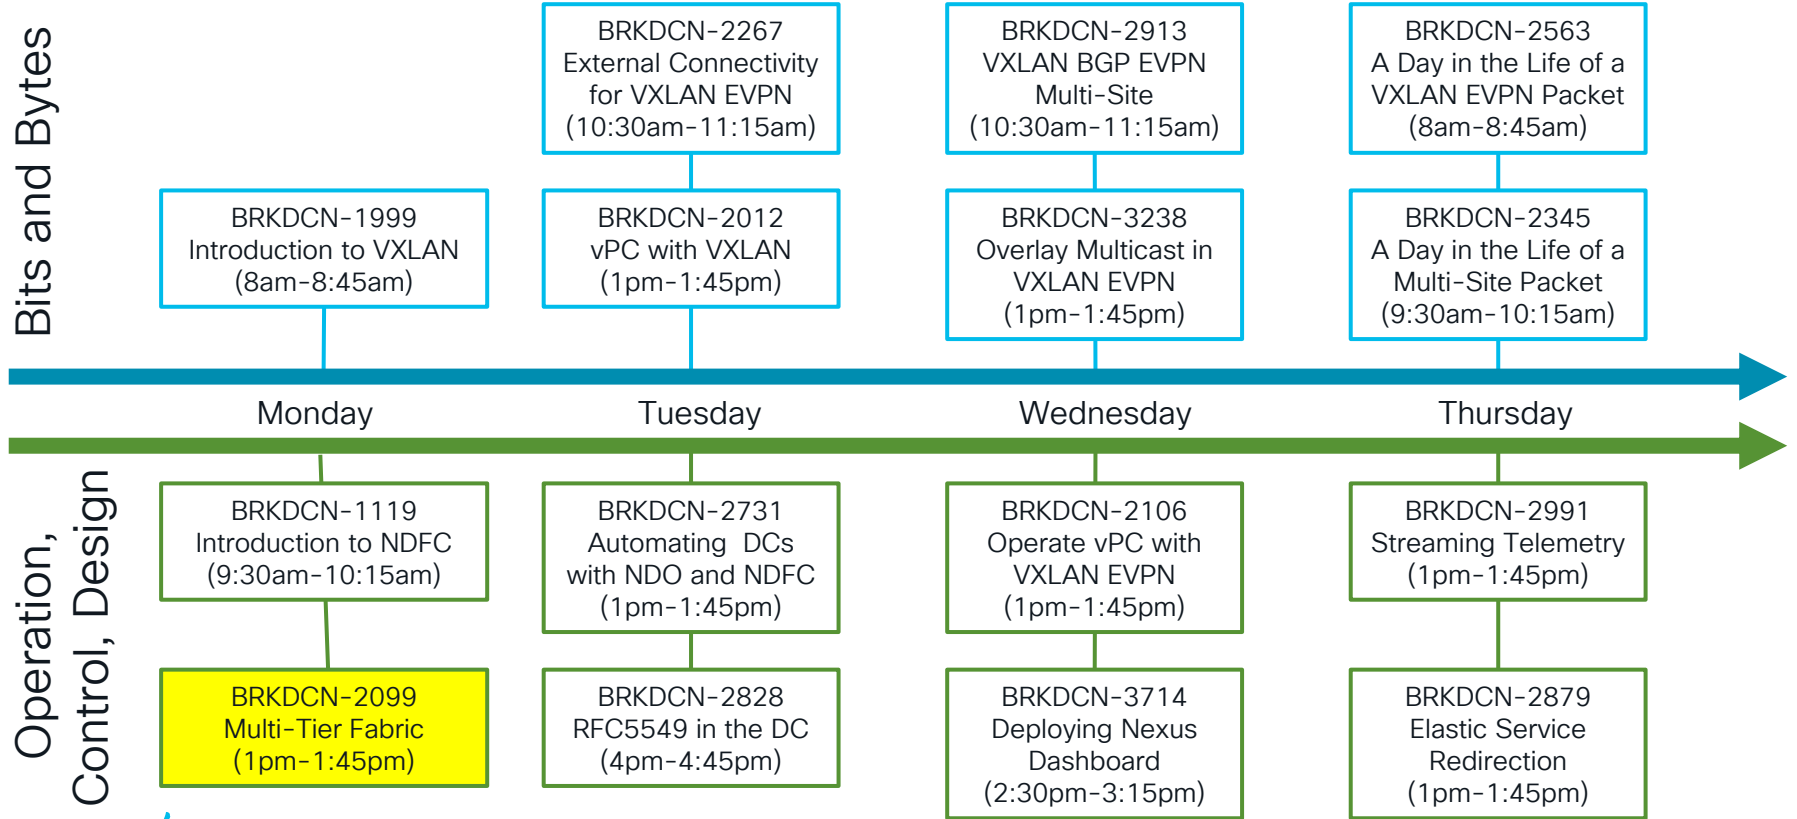 Bits and Bytes
BRKDCN-2267
External Connectivity
for VXLAN EVPN
(10:30am-11:15am)
BRKDCN-2913
VXLAN BGP EVPN
Multi-Site
(10:30am-11:15am)
BRKDCN-2563
A Day in the Life of a
VXLAN EVPN Packet
(8am-8:45am)
BRKDCN-1999
Introduction to VXLAN
(8am-8:45am)
BRKDCN-2012
vPC with VXLAN
(1pm-1:45pm)
BRKDCN-3238
Overlay Multicast in
VXLAN EVPN
(1pm-1:45pm)
BRKDCN-2345
A Day in the Life of a
Multi-Site Packet
(9:30am-10:15am)
Monday
Tuesday
Wednesday
Thursday
Operation,
Control, Design
BRKDCN-1119
Introduction to NDFC
(9:30am-10:15am)
BRKDCN-2731
Automating  DCs
with NDO and NDFC
(1pm-1:45pm)
BRKDCN-2106
Operate vPC with
VXLAN EVPN
(1pm-1:45pm)
BRKDCN-2991
Streaming Telemetry
(1pm-1:45pm)
BRKDCN-2099
Multi-Tier Fabric
(1pm-1:45pm)
BRKDCN-2828
RFC5549 in the DC
(4pm-4:45pm)
BRKDCN-3714
Deploying Nexus
Dashboard
(2:30pm-3:15pm)
BRKDCN-2879
Elastic Service
Redirection
(1pm-1:45pm)